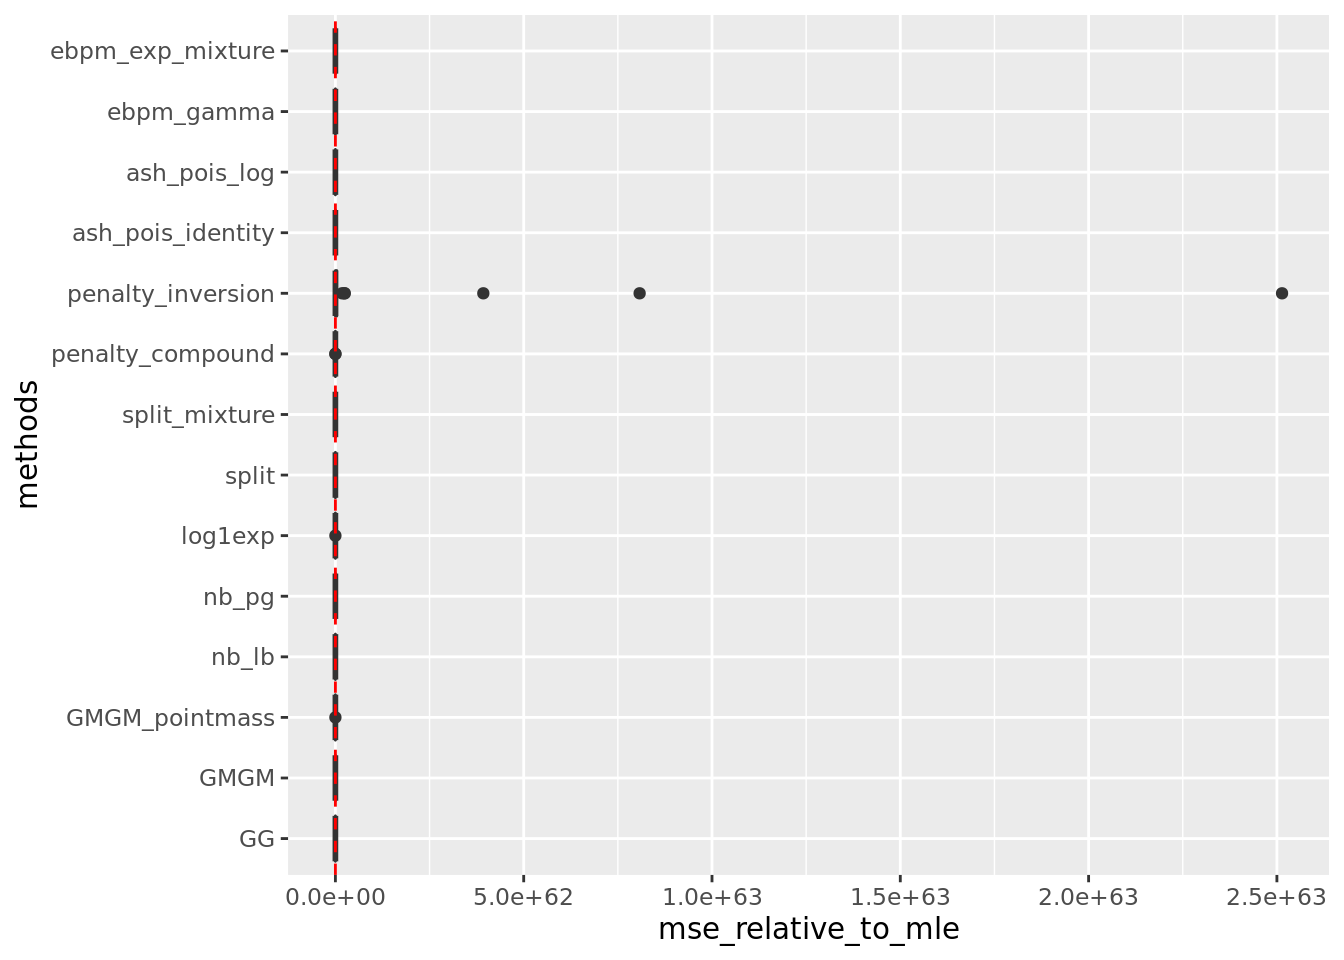 ebpm_exp_mixture
ebpm_gamma
ash_pois_log
ash_pois_identity
penalty_inversion
penalty_compound
split_mixture
split
log1exp
nb_pg
nb_lb
GMGM_pointmass
GMGM
GG
methods
0.0e+00 5.0e+62 1.0e+63 1.5e+63 2.0e+63 2.5e+63
mse_relative_to_mle